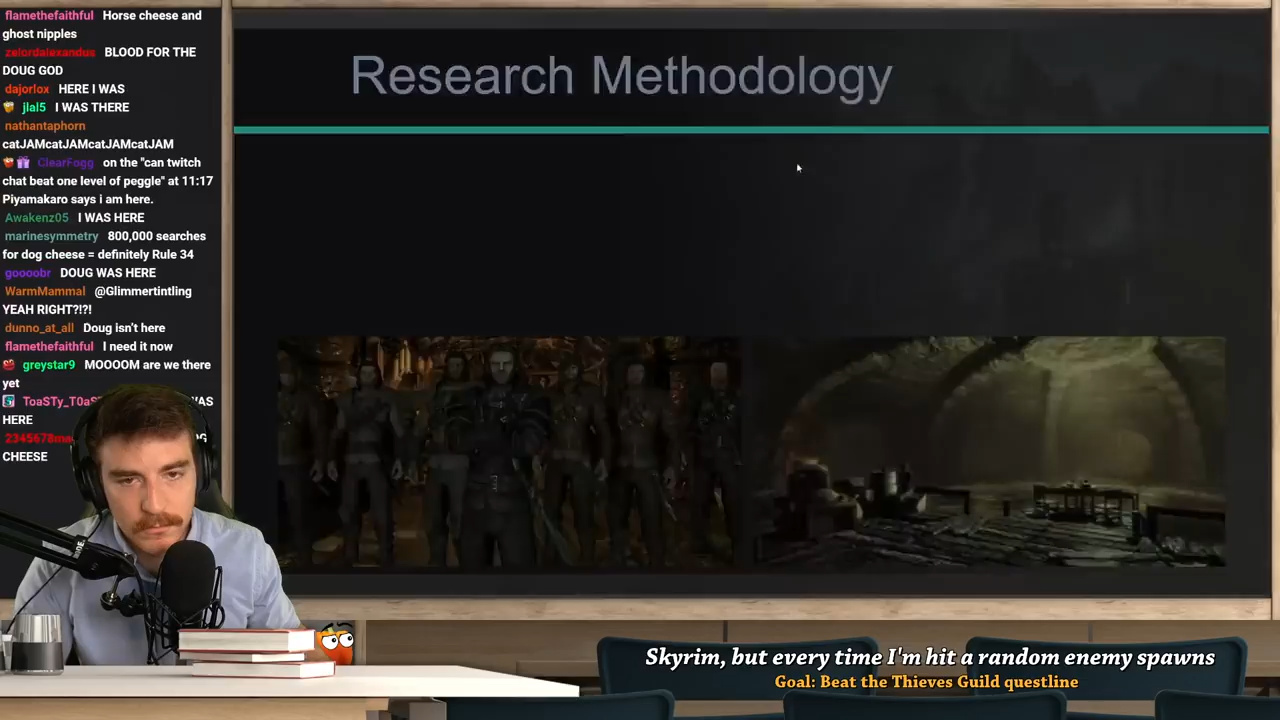 flamethefaithful Horse cheese and
ghost nipples
zelordalexandus BLOOD FOR THE
DOUG GOD
dajorlox HERE I WAS
jlal5 I WAS THERE
nathantaphorn
catJAMcatJAMcatJAMcatJAM
ClearFogg on the "can twitch
chat beat one level of peggle" at 11:17
Piyamakaro says i am here.
Awakenz05 I WAS HERE
marinesymmetry 800,000 searches
for dog cheese = definitely Rule 34
goooobr DOUG WAS HERE
WarmMammal @Glimmertintling
YEAH RIGHT?!?!
dunno_at_all Doug isn't here
flamethefaithful I need it now
greystar9 MOOOOM are we there
yet
HERE
CHEESE
Research Methodology
Skyrim, but every time I'm hit a random enemy spawns
Goal: Beat the Thieves Guild questline